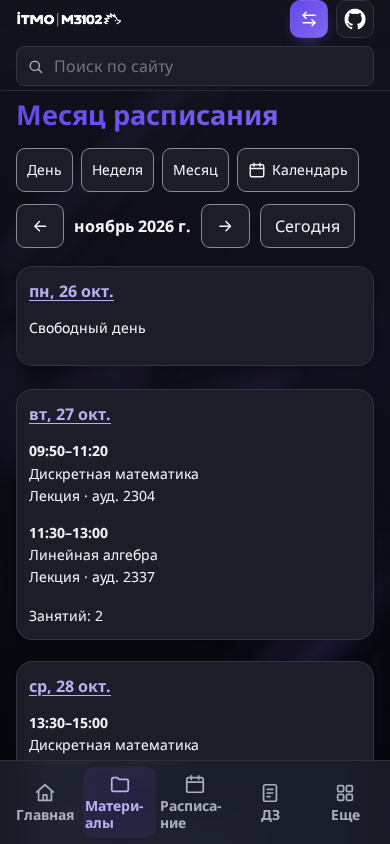 iTMO | M3102
Поиск по сайту
Месяц расписания
День Неделя Месяц Календарь
← ноябрь 2026 г. → Сегодня
пн, 26 окт.
Свободный день
вт, 27 окт.
09:50–11:20
Дискретная математика
Лекция · ауд. 2304
11:30–13:00
Линейная алгебра
Лекция · ауд. 2337
Занятий: 2
ср, 28 окт.
13:30–15:00
Дискретная математика
Главная Матери-
алы Расписа-
ние ДЗ Еще